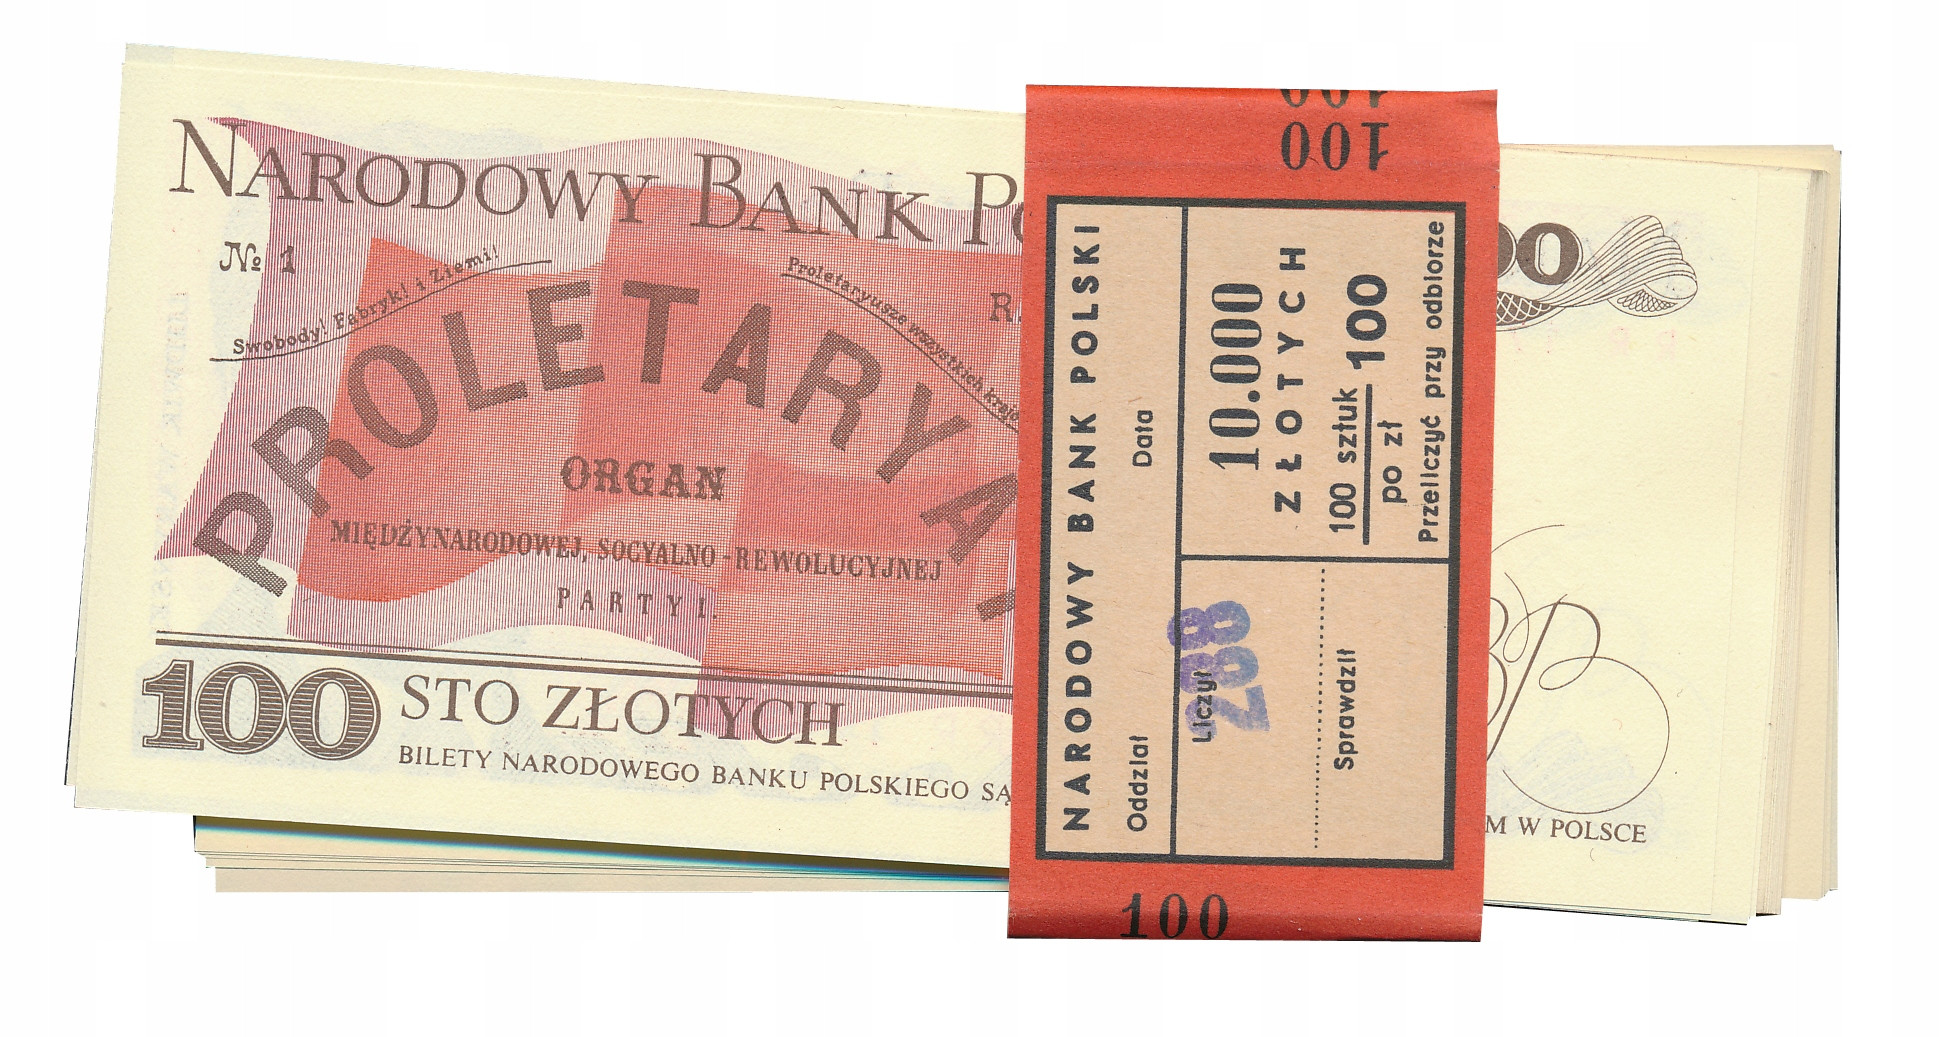 NARODOWY BANK PO
№ 1
Swobody! Fabryk! i Ziemi!
Proletaryusze wszystkich krajó
R.
PROLETARYA
ORGAN
MIĘDZYNARODOWEJ, SOCYALNO-REWOLUCYJNEJ
PARTYI.
100 STO ZŁOTYCH
BILETY NARODOWEGO BANKU POLSKIEGO SĄ
100
100
NARODOWY BANK POLSKI
Oddział Data
10.000
ZŁOTYCH
100 sztuk
po zł 100
Przeliczyć przy odbiorze
Liczył
288
Sprawdził
100
00
M W POLSCE